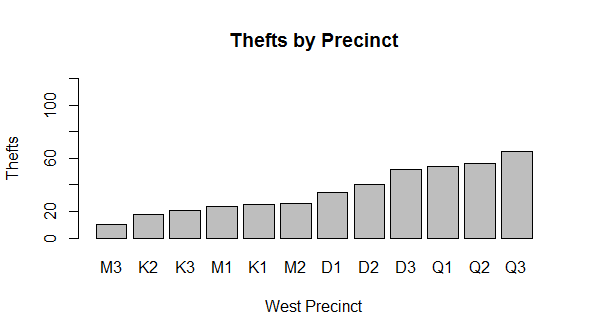 Thefts by Precinct
Thefts
100
60
20
0
M3 K2 K3 M1 K1 M2 D1 D2 D3 Q1 Q2 Q3
West Precinct